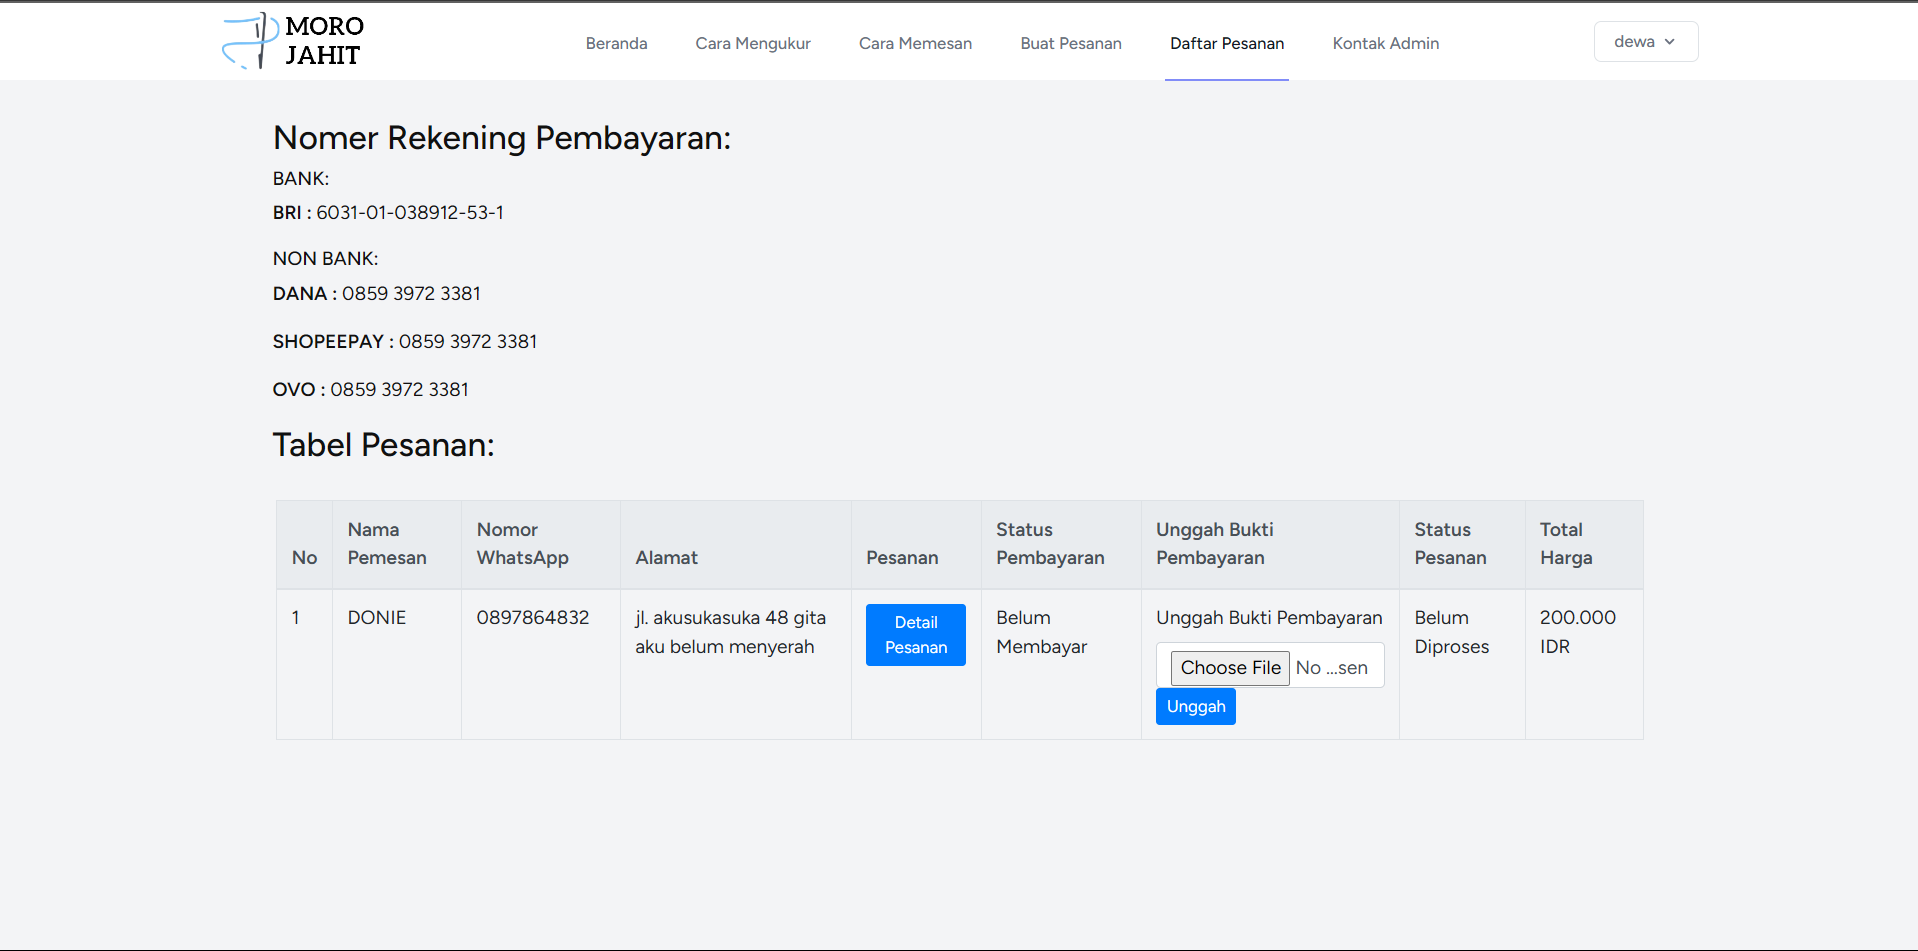 MORO
JAHIT
Beranda
Cara Mengukur
Cara Memesan
Buat Pesanan
Daftar Pesanan
Kontak Admin
dewa
Nomer Rekening Pembayaran:
BANK:
BRI : 6031-01-038912-53-1
NON BANK:
DANA : 0859 3972 3381
SHOPEEPAY : 0859 3972 3381
OVO : 0859 3972 3381
Tabel Pesanan:
No
Nama
Pemesan
Nomor
WhatsApp
Alamat
Pesanan
Status
Pembayaran
Unggah Bukti
Pembayaran
Status
Pesanan
Total
Harga
1
DONIE
0897864832
jl. akusukasuka 48 gita
aku belum menyerah
Detail
Pesanan
Belum
Membayar
Unggah Bukti Pembayaran
Choose File No ...sen
Unggah
Belum
Diproses
200.000
IDR